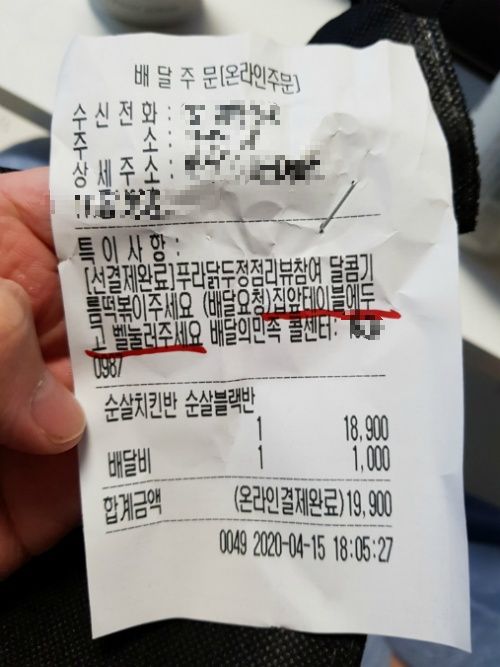 배 달 주 문[온라인주문]
수 신 전 화 :
주      소 :
상 세 주 소 :
특 이 사 항 :
[선결제완료]푸라닭두정점리뷰참여 달콤기
름떡볶이주세요 (배달요청)집앞테이블에두
고 벨눌러주세요 배달의민족 콜센터:
0987
순살치킨반 순살블랙반
1 18,900
배달비 1 1,000
합계금액 (온라인결제완료)19,900
0049 2020-04-15 18:05:27